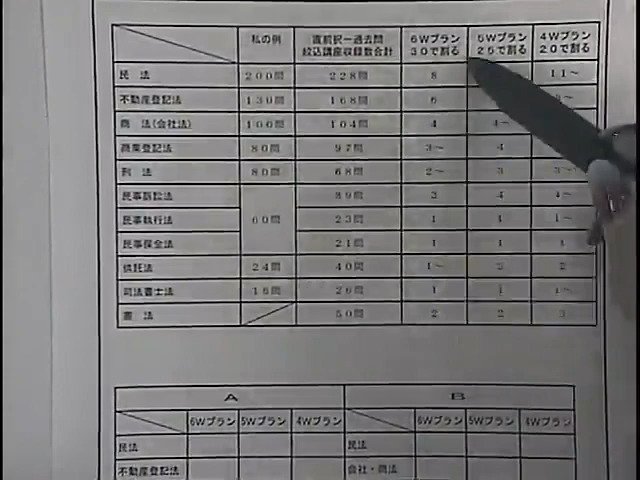 私の例 直前択一過去問 6Wプラン 5Wプラン 4Wプラン
絞込講座収録数合計 30で割る 25で割る 20で割る
民 法 200問 228問 8 11〜
不動産登記法 130問 168問 6
商 法(会社法) 100問 104問 4 4〜
商業登記法 80問 97問 3〜 4
刑 法 80問 68問 2〜 3
民事訴訟法 89問 3 4 4〜
民事執行法 60問 23問 1 1 1〜
民事保全法 21問 1 1 1
信託法 24問 40問 1〜 2 2
司法書士法 16問 26問 1 1 1〜
憲 法 50問 2 2 3
A B
6Wプラン 5Wプラン 4Wプラン 6Wプラン 5Wプラン 4Wプラン
民法 民法
不動産登記法 会社・商法